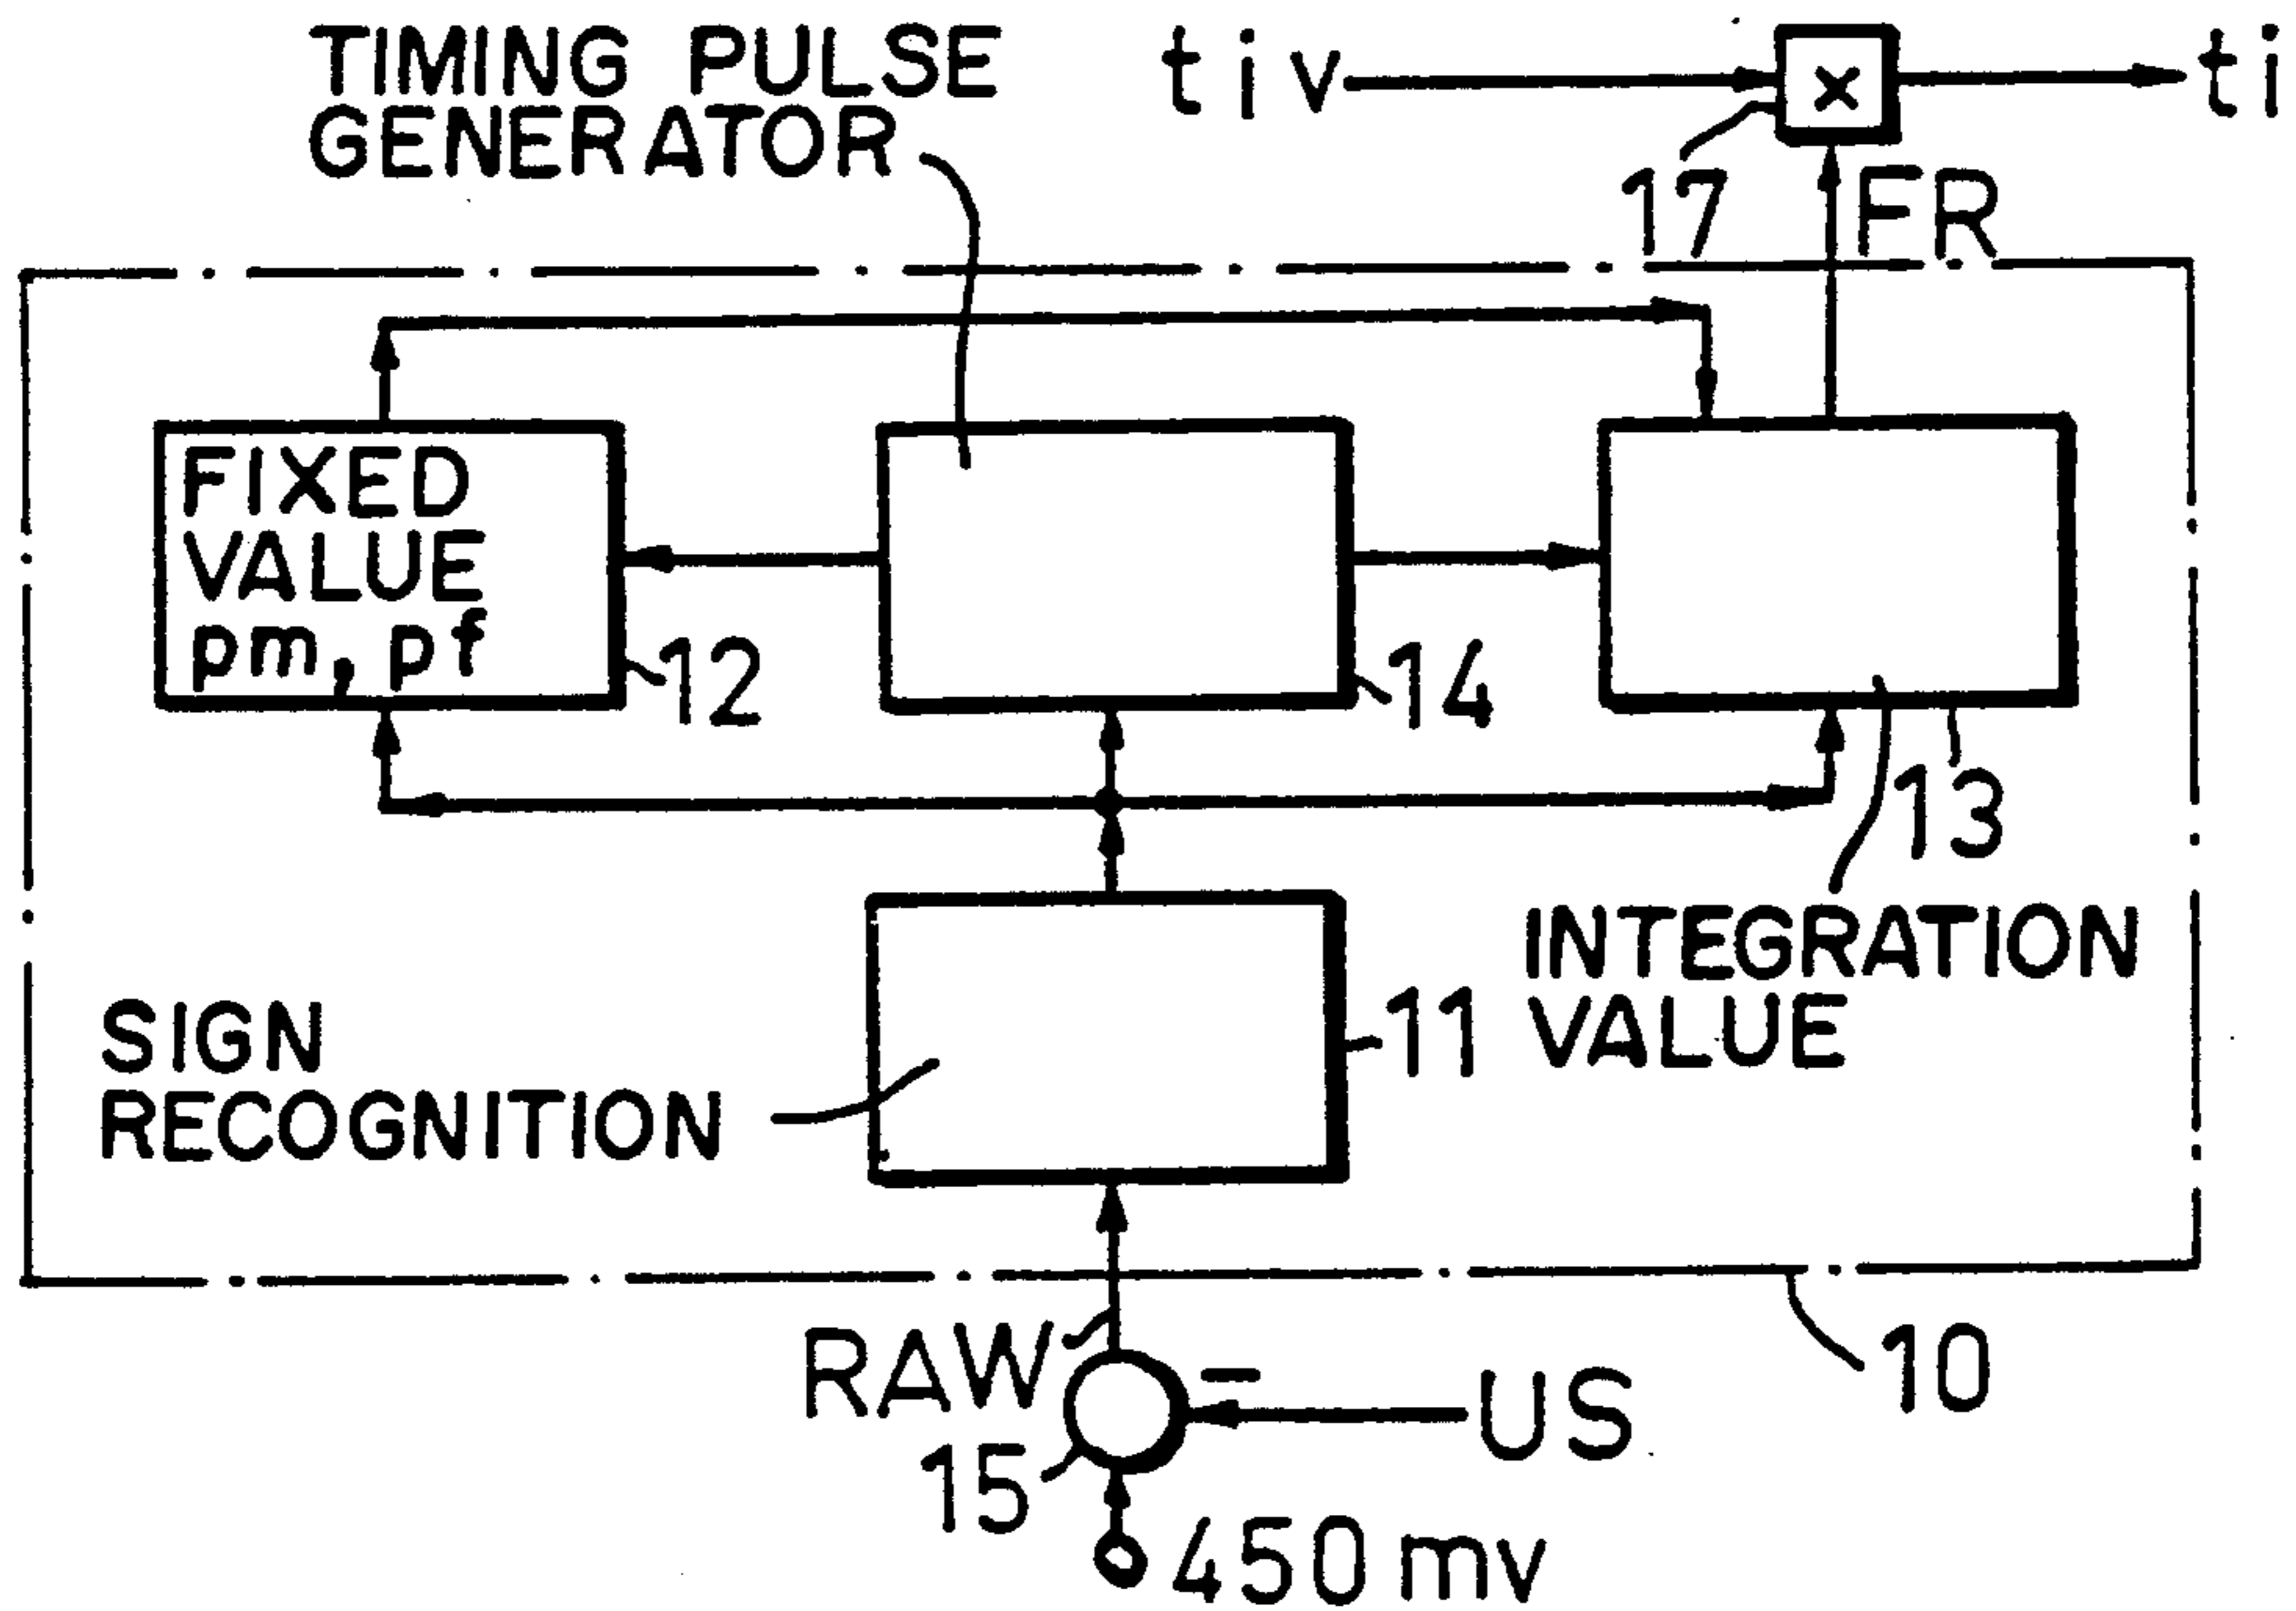 TIMING PULSE
GENERATOR
tiv
x
ti
17
FR
FIXED
VALUE
pm, pf
12
14
13
INTEGRATION
VALUE
11
SIGN
RECOGNITION
RAW
10
15
-
US
450 mv